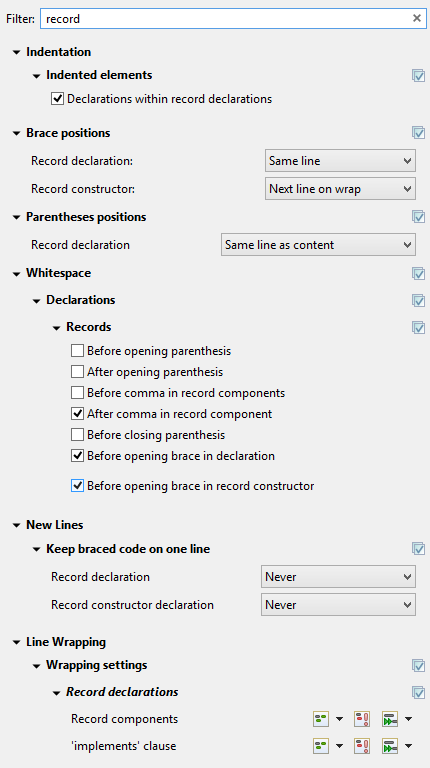 Filter: record
Indentation
Indented elements
Declarations within record declarations
Brace positions
Record declaration: Same line
Record constructor: Next line on wrap
Parentheses positions
Record declaration Same line as content
Whitespace
Declarations
Records
Before opening parenthesis
After opening parenthesis
Before comma in record components
After comma in record component
Before closing parenthesis
Before opening brace in declaration
Before opening brace in record constructor
New Lines
Keep braced code on one line
Record declaration Never
Record constructor declaration Never
Line Wrapping
Wrapping settings
Record declarations
Record components
'implements' clause